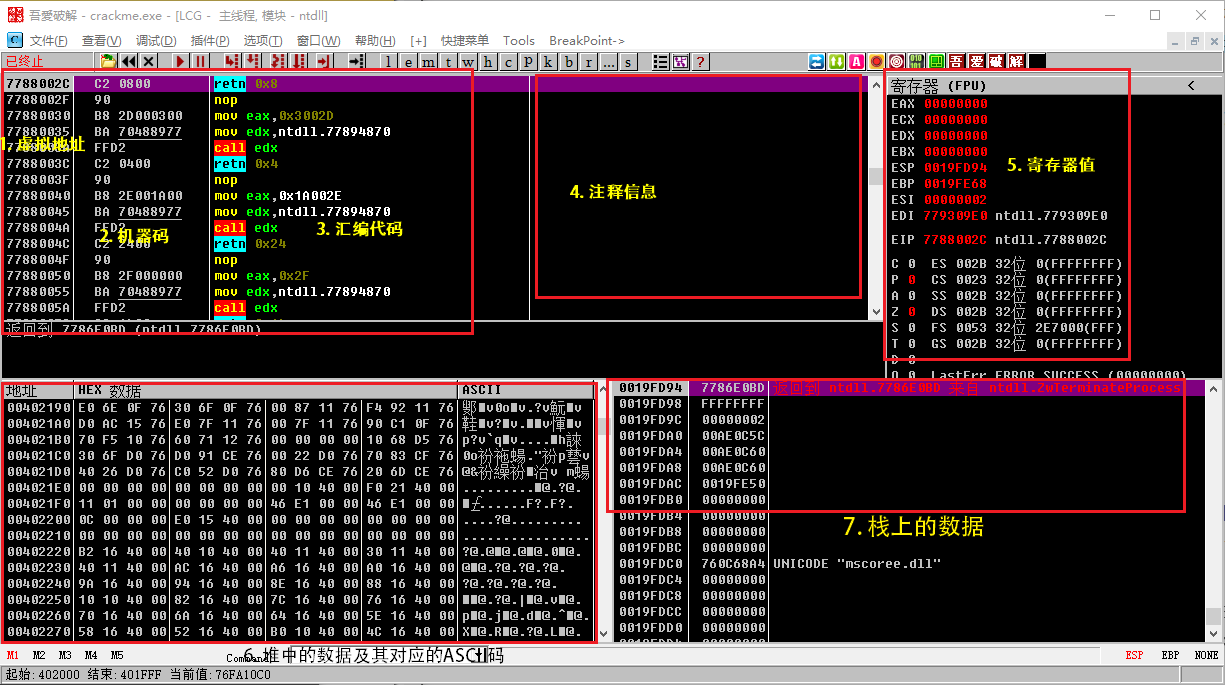 吾愛破解 - crackme.exe - [LCG - 主线程, 模块 - ntdll]
文件(F) 查看(V) 调试(D) 插件(P) 选项(T) 窗口(W) 帮助(H) [+] 快捷菜单 Tools BreakPoint->
已终止 l e m t w h c p k b r ... s ? 吾 爱 破 解
7788002C C2 0800 retn 0x8
7788002F 90 nop
77880030 B8 2D000300 mov eax,0x3002D
77880035 BA 70488977 mov edx,ntdll.77894870
7788003A FFD2 call edx
7788003C C2 0400 retn 0x4
7788003F 90 nop
77880040 B8 2E001A00 mov eax,0x1A002E
77880045 BA 70488977 mov edx,ntdll.77894870
7788004A FFD2 call edx
7788004C C2 2400 retn 0x24
7788004F 90 nop
77880050 B8 2F000000 mov eax,0x2F
77880055 BA 70488977 mov edx,ntdll.77894870
7788005A FFD2 call edx
1. 虚拟地址
2. 机器码
3. 汇编代码
4. 注释信息
返回到 7786E0BD (ntdll.7786E0BD)
寄存器 (FPU) <
EAX 00000000
ECX 00000000
EDX 00000000
EBX 00000000
ESP 0019FD94
EBP 0019FE68
ESI 00000002
EDI 779309E0 ntdll.779309E0
EIP 7788002C ntdll.7788002C
C 0 ES 002B 32位 0(FFFFFFFF)
P 0 CS 0023 32位 0(FFFFFFFF)
A 0 SS 002B 32位 0(FFFFFFFF)
Z 0 DS 002B 32位 0(FFFFFFFF)
S 0 FS 0053 32位 2E7000(FFF)
T 0 GS 002B 32位 0(FFFFFFFF)
D 0
O 0 LastErr ERROR_SUCCESS (00000000)
5. 寄存器值
地址 HEX 数据 ASCII
00402190 E0 6E 0F 76 30 6F 0F 76 00 87 11 76 F4 92 11 76
004021A0 D0 AC 15 76 E0 7F 11 76 00 7F 11 76 90 C1 0F 76
004021B0 70 F5 10 76 60 71 12 76 00 00 00 00 10 68 D5 76
004021C0 30 6F D0 76 D0 91 CE 76 00 22 D0 76 70 83 CF 76
004021D0 40 26 D0 76 C0 52 D0 76 80 D6 CE 76 20 6D CE 76
004021E0 00 00 00 00 00 00 00 00 00 10 40 00 F0 21 40 00
004021F0 11 01 00 00 00 00 00 00 46 E1 00 00 46 E1 00 00
00402200 0C 00 00 00 E0 15 40 00 00 00 00 00 00 00 00 00
00402210 00 00 00 00 00 00 00 00 00 00 00 00 00 00 00 00
00402220 B2 16 40 00 40 10 40 00 40 11 40 00 30 11 40 00
00402230 40 11 40 00 AC 16 40 00 A6 16 40 00 A0 16 40 00
00402240 9A 16 40 00 94 16 40 00 8E 16 40 00 88 16 40 00
00402250 10 10 40 00 82 16 40 00 7C 16 40 00 76 16 40 00
00402260 70 16 40 00 6A 16 40 00 64 16 40 00 5E 16 40 00
00402270 58 16 40 00 52 16 40 00 B0 10 40 00 4C 16 40 00
0019FD94 7786E0BD 返回到 ntdll.7786E0BD 来自 ntdll.ZwTerminateProcess
0019FD98 FFFFFFFF
0019FD9C 00000002
0019FDA0 00AE0C5C
0019FDA4 00AE0C60
0019FDA8 00AE0C60
0019FDAC 0019FE50
0019FDB0 00000000
0019FDB4 00000000
0019FDB8 00000000
0019FDBC 00000000
0019FDC0 760C68A4 UNICODE "mscoree.dll"
0019FDC4 00000000
0019FDC8 00000000
0019FDCC 00000000
0019FDD0 00000000
7. 栈上的数据
M1 M2 M3 M4 M5 Command
6. 堆中的数据及其对应的ASCII码
ESP EBP NONE
起始: 402000 结束: 401FFF 当前值: 76FA10C0